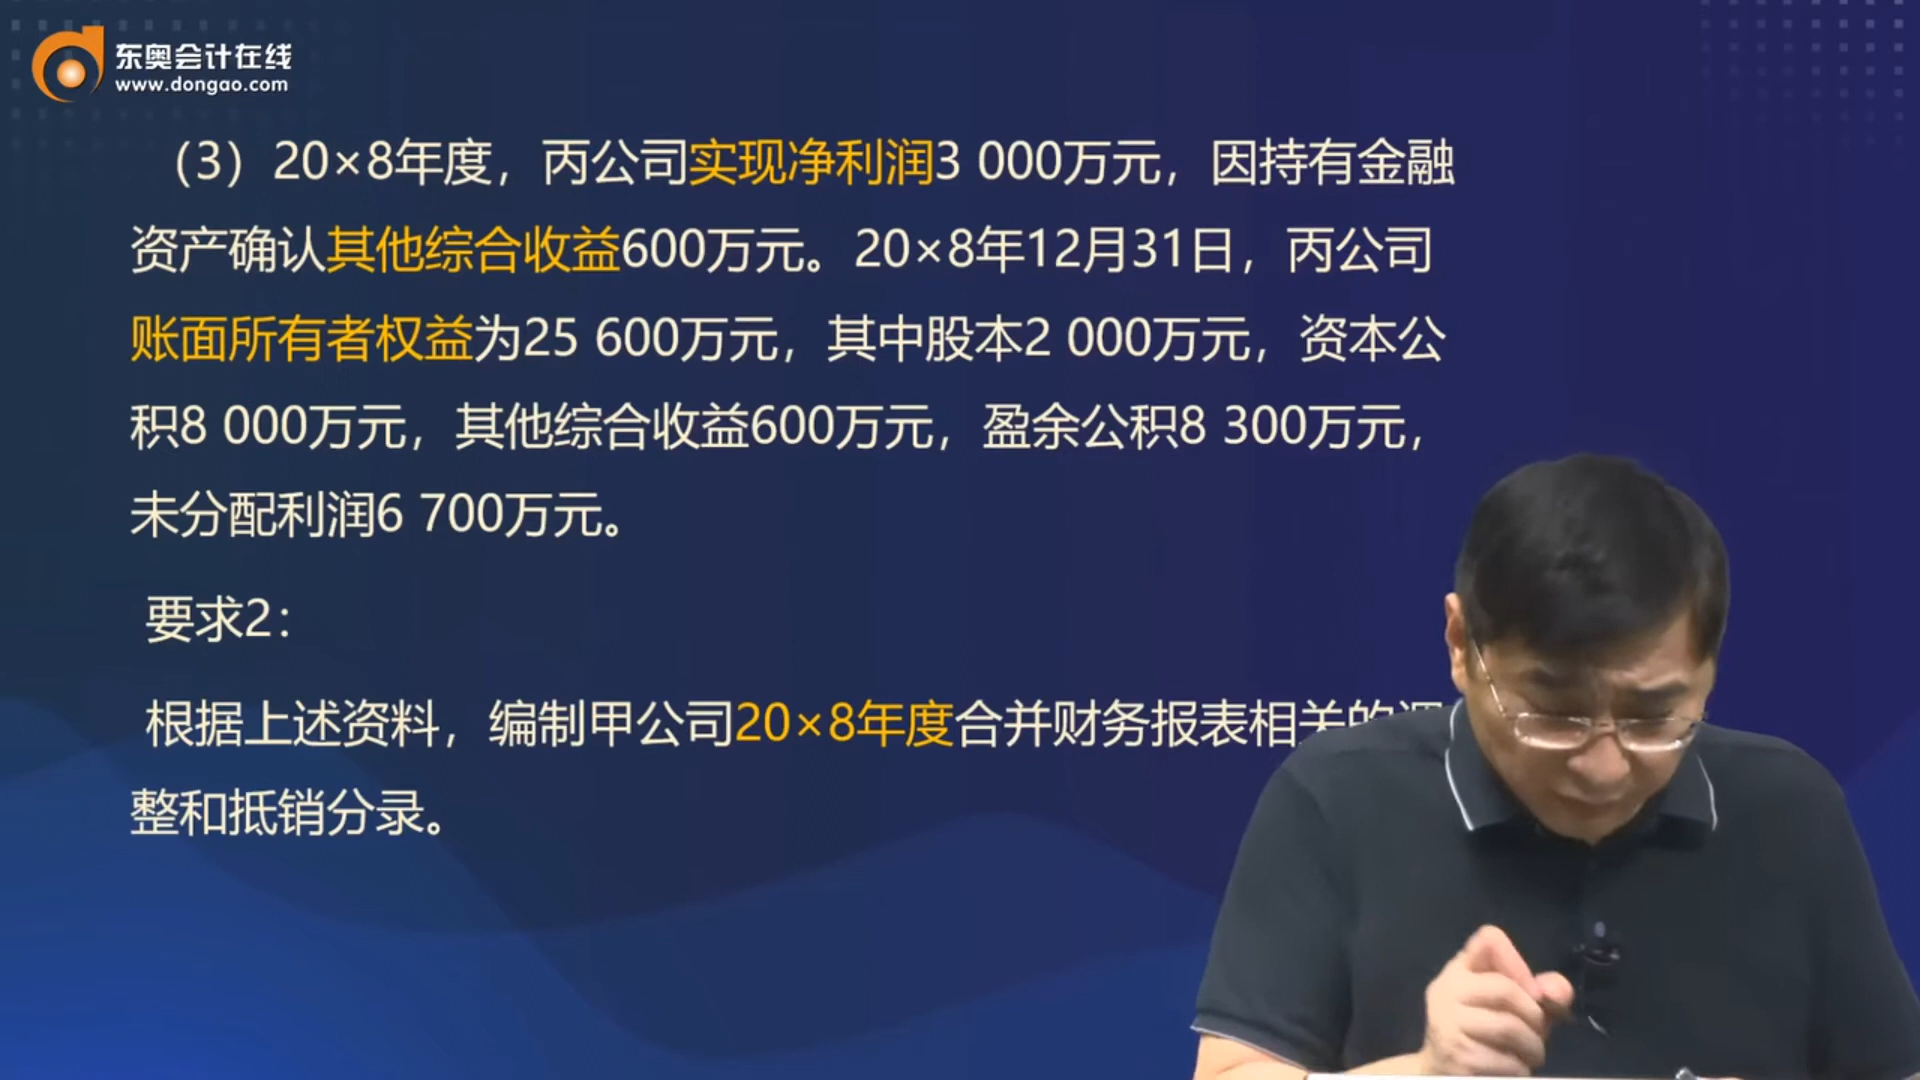 东奥会计在线
www.dongao.com
（3）20×8年度，丙公司实现净利润3 000万元，因持有金融
资产确认其他综合收益600万元。20×8年12月31日，丙公司
账面所有者权益为25 600万元，其中股本2 000万元，资本公
积8 000万元，其他综合收益600万元，盈余公积8 300万元，
未分配利润6 700万元。
要求2：
根据上述资料，编制甲公司20×8年度合并财务报表相关的
整和抵销分录。